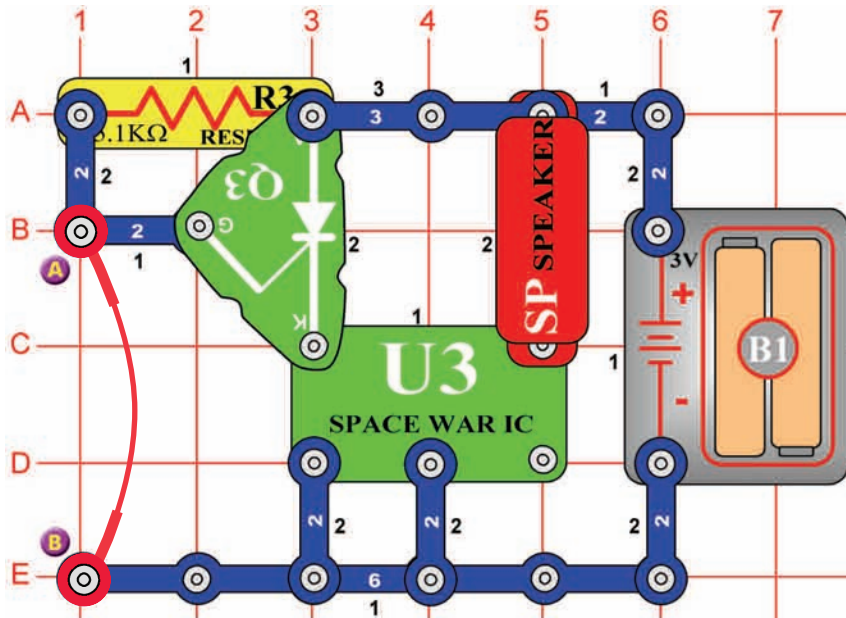 1 2 3 4 5 6 7
1
A R3 3 1
3 2
5.1KΩ RES
2 2 Q3 A SPEAKER 2 2
B 2 G 3V
A 1 2 2 +
K SP
C 1 1 B1
U3
SPACE WAR IC -
D
2 2 2 2 2 2
B
E 6
1